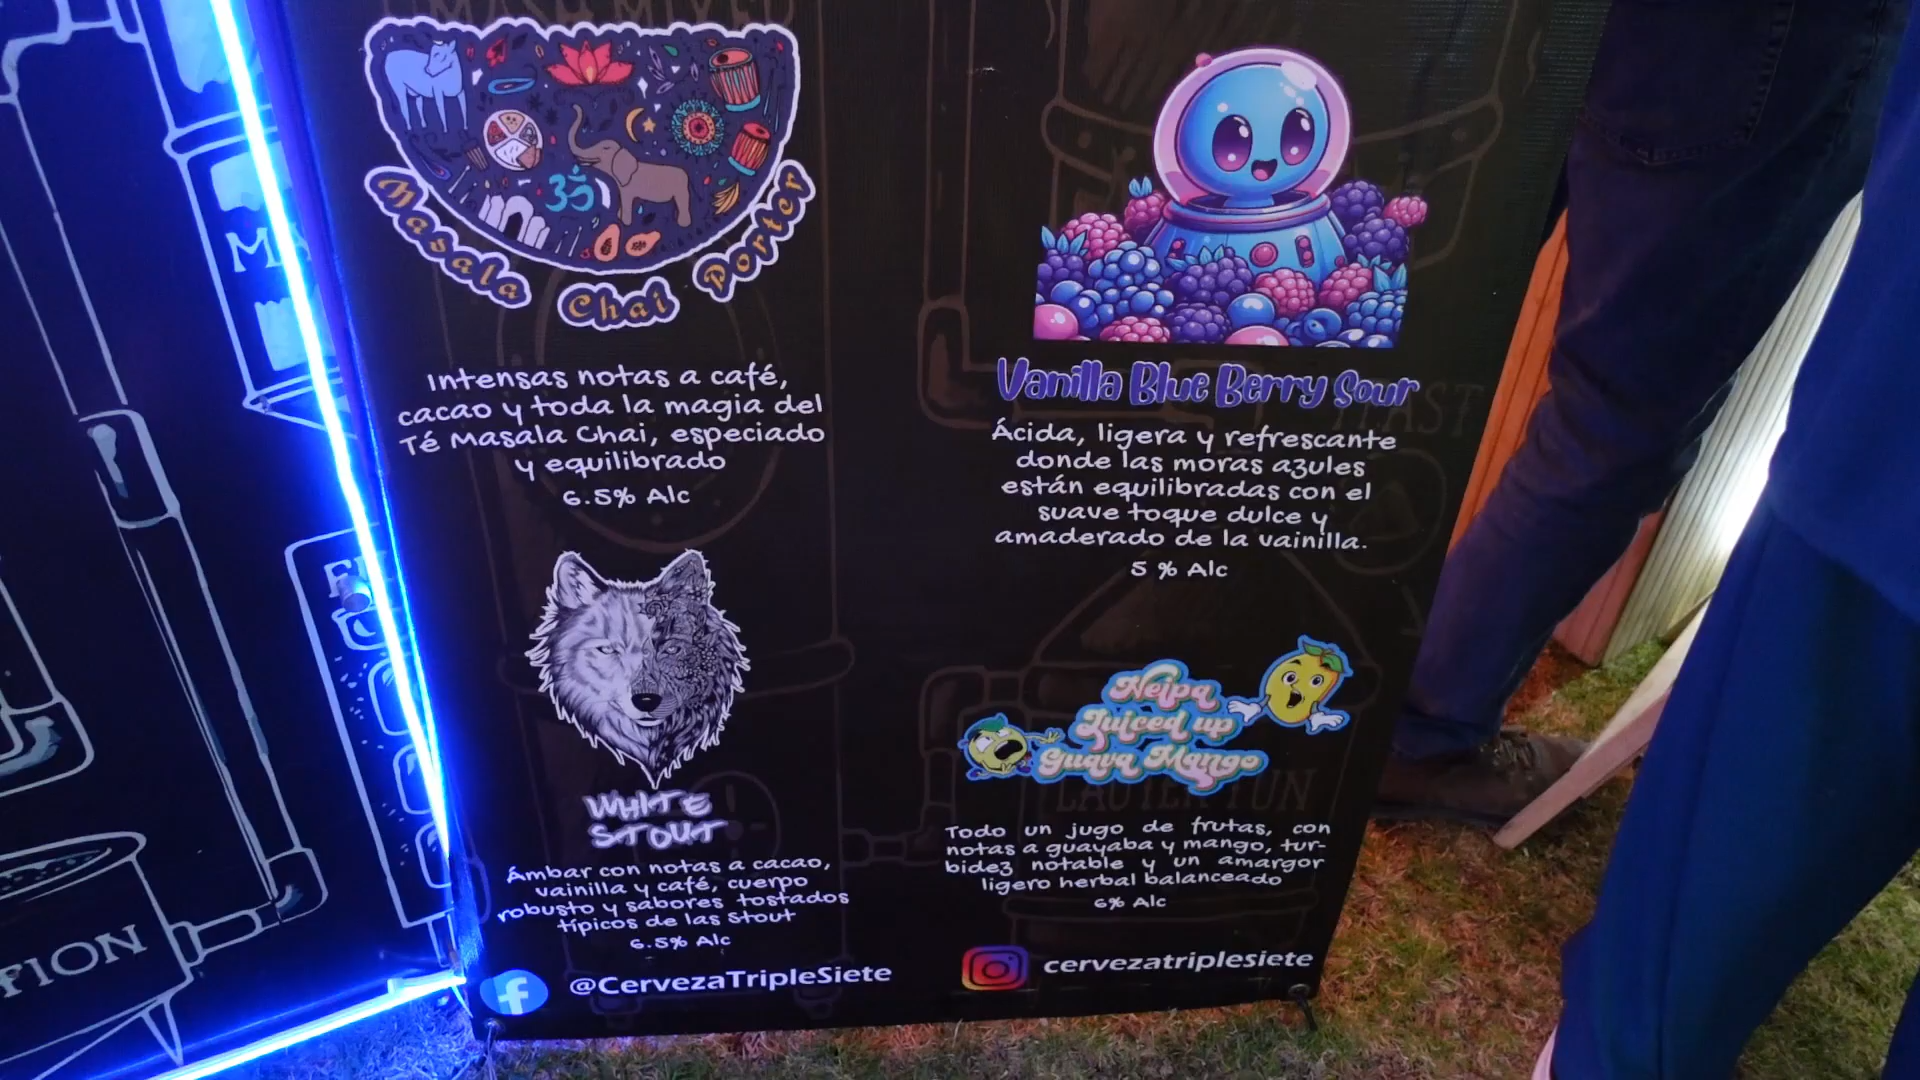 MASH MIXED
Masala Chai Porter
Intensas notas a café,
cacao y toda la magia del
Té Masala Chai, especiado
y equilibrado
6.5% Alc
Vanilla Blue Berry Sour
Ácida, ligera y refrescante
donde las moras azules
están equilibradas con el
suave toque dulce y
amaderado de la vainilla.
5 % Alc
WHITE
STOUT
Ámbar con notas a cacao,
vainilla y café, cuerpo
robusto y sabores tostados
típicos de las Stout
6.5% Alc
Neipa
Juiced up
Guava Mango
LAUTER TUN
Todo un jugo de frutas, con
notas a guayaba y mango, tur-
bidez notable y un amargor
ligero herbal balanceado
6% Alc
@CervezaTripleSiete
cervezatriplesiete